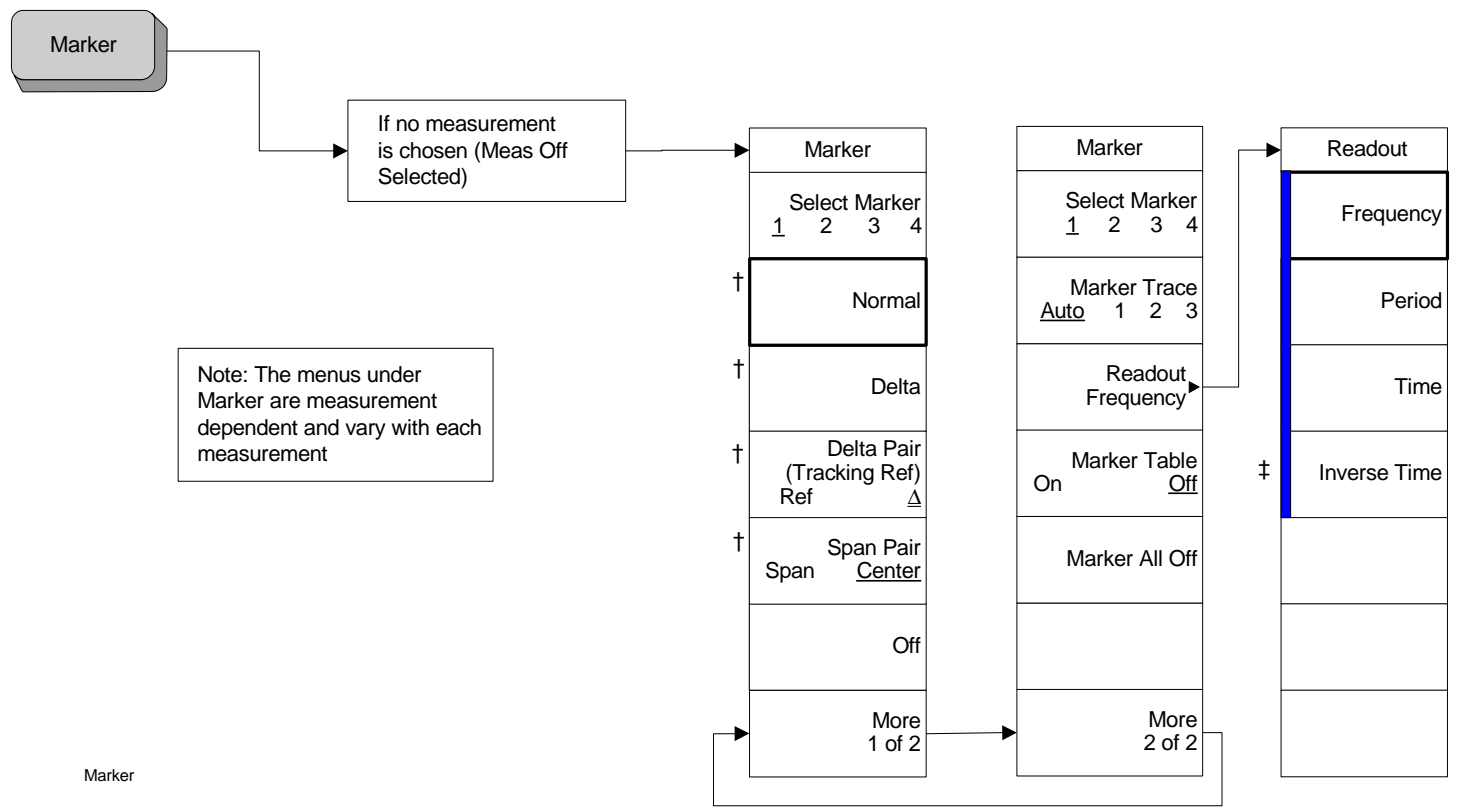 Marker
If no measurement
is chosen (Meas Off
Selected)
Note: The menus under
Marker are measurement
dependent and vary with each
measurement
Marker
Select Marker
1 2 3 4
†
Normal
†
Delta
†
Delta Pair
(Tracking Ref)
Ref Δ
†
Span Pair
Span Center
Off
More
1 of 2
Marker
Select Marker
1 2 3 4
Marker Trace
Auto 1 2 3
Readout
Frequency
Marker Table
On Off
Marker All Off
More
2 of 2
Readout
Frequency
Period
Time
‡
Inverse Time
Marker